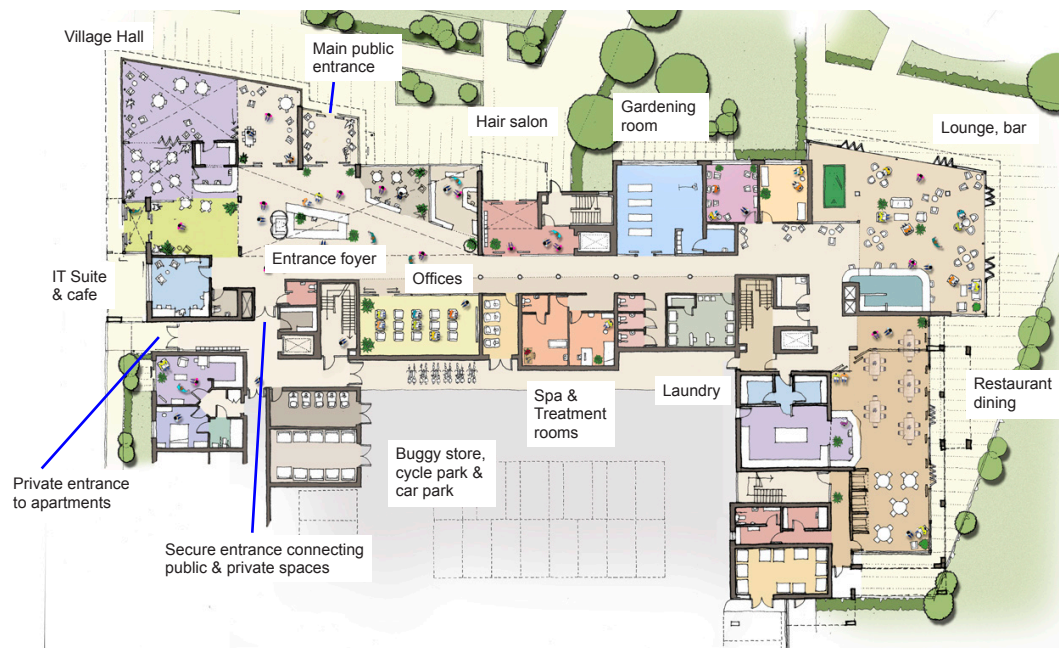 Village Hall
Main public
entrance
Hair salon
Gardening
room
Lounge, bar
IT Suite
& cafe
Entrance foyer
Offices
Private entrance
to apartments
Secure entrance connecting
public & private spaces
Buggy store,
cycle park &
car park
Spa &
Treatment
rooms
Laundry
Restaurant
dining